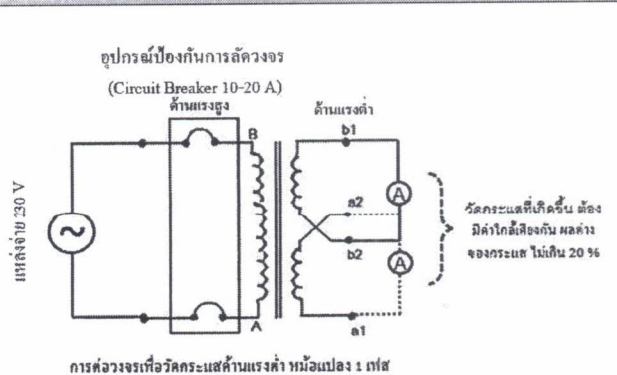 อุปกรณ์ป้องกันการลัดวงจร
(Circuit Breaker 10-20 A)
ด้านแรงสูง
ด้านแรงต่ำ
B
b1
A
a2
แหล่งจ่าย 230 V
~
b2
A
A
a1
วัดกระแสที่เกิดขึ้น ต้อง
มีค่าใกล้เคียงกัน ผลต่าง
ของกระแส ไม่เกิน 20 %
การต่อวงจรเพื่อวัดกระแสด้านแรงต่ำ หม้อแปลง 1 เฟส